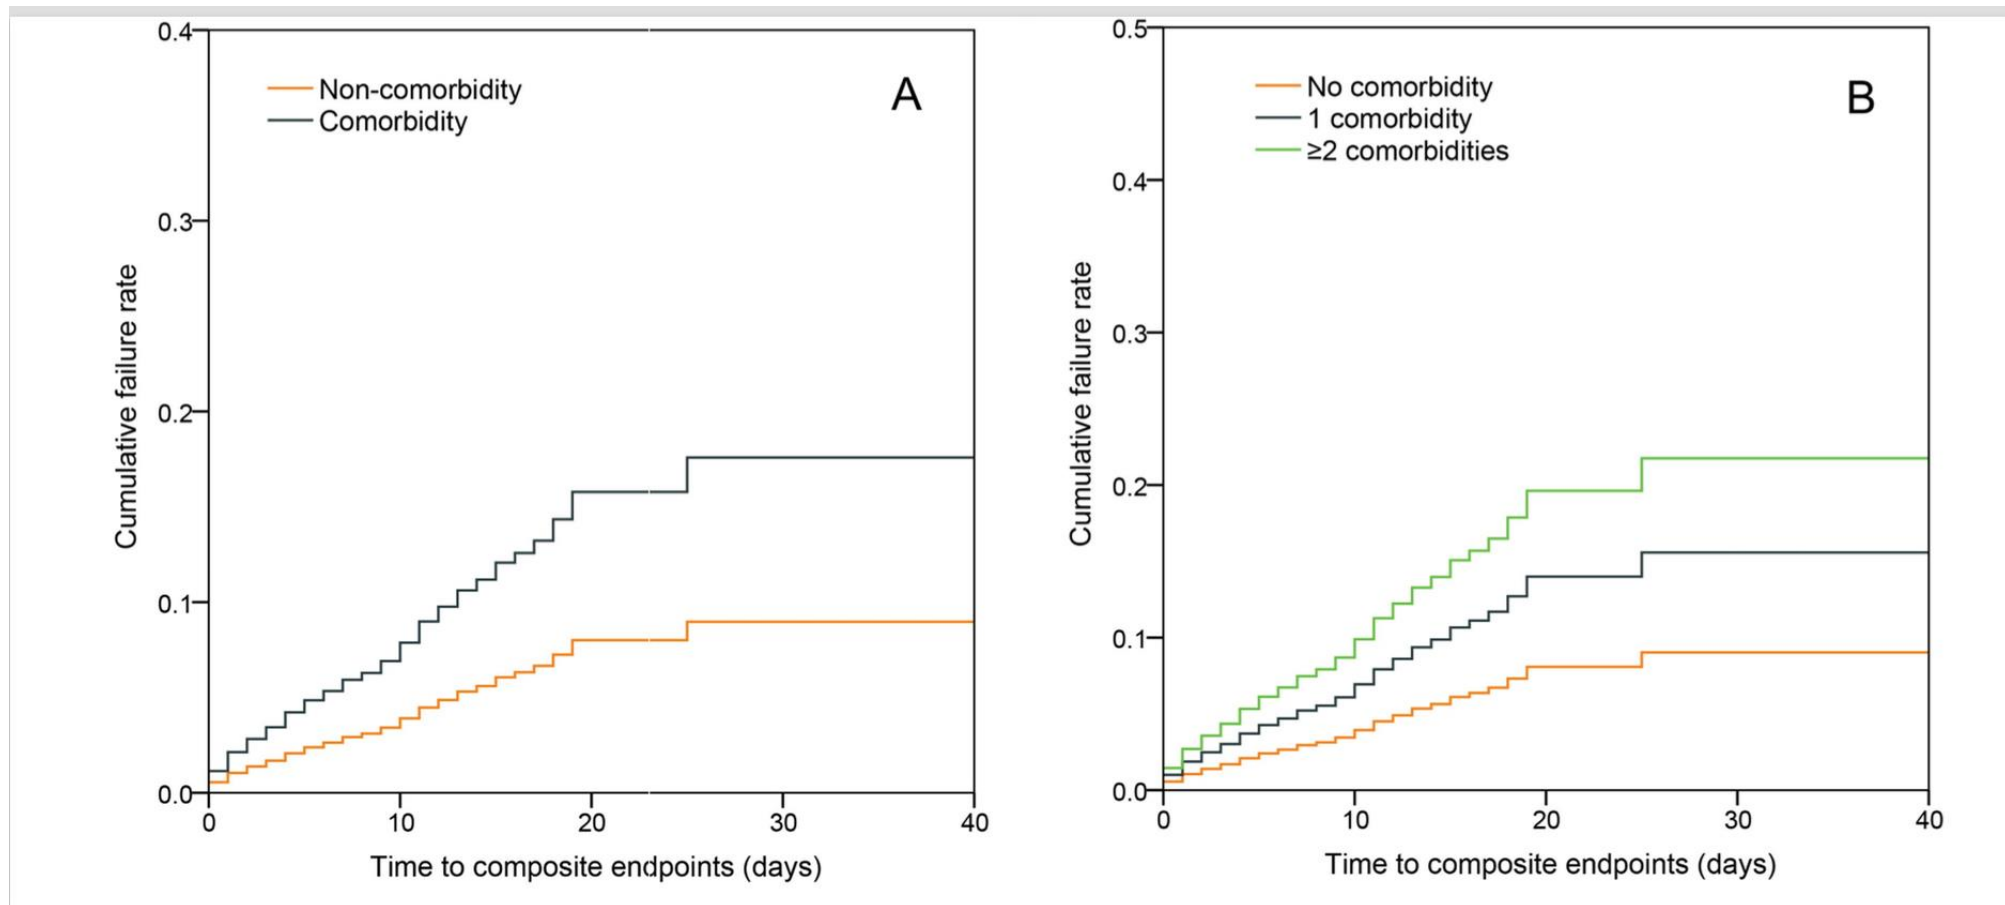 A
Non-comorbidity
Comorbidity
Cumulative failure rate
0.4
0.3
0.2
0.1
0.0
0 10 20 30 40
Time to composite endpoints (days)
B
No comorbidity
1 comorbidity
≥2 comorbidities
Cumulative failure rate
0.5
0.4
0.3
0.2
0.1
0.0
0 10 20 30 40
Time to composite endpoints (days)